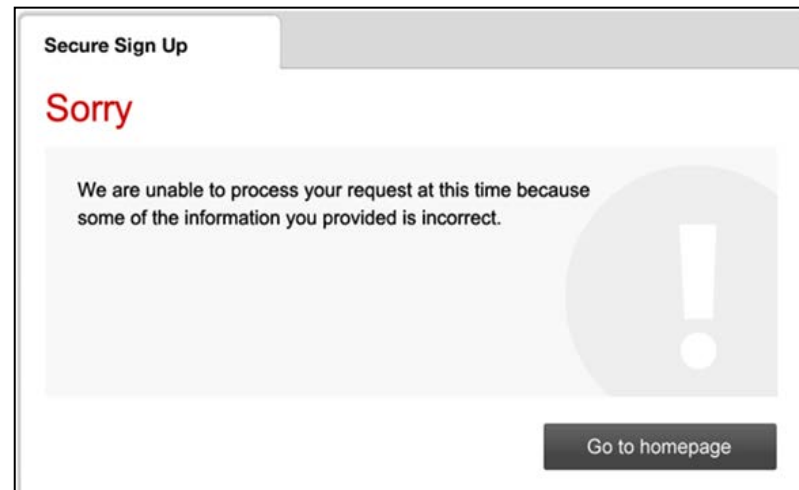 Secure Sign Up
Sorry
We are unable to process your request at this time because
some of the information you provided is incorrect.
Go to homepage